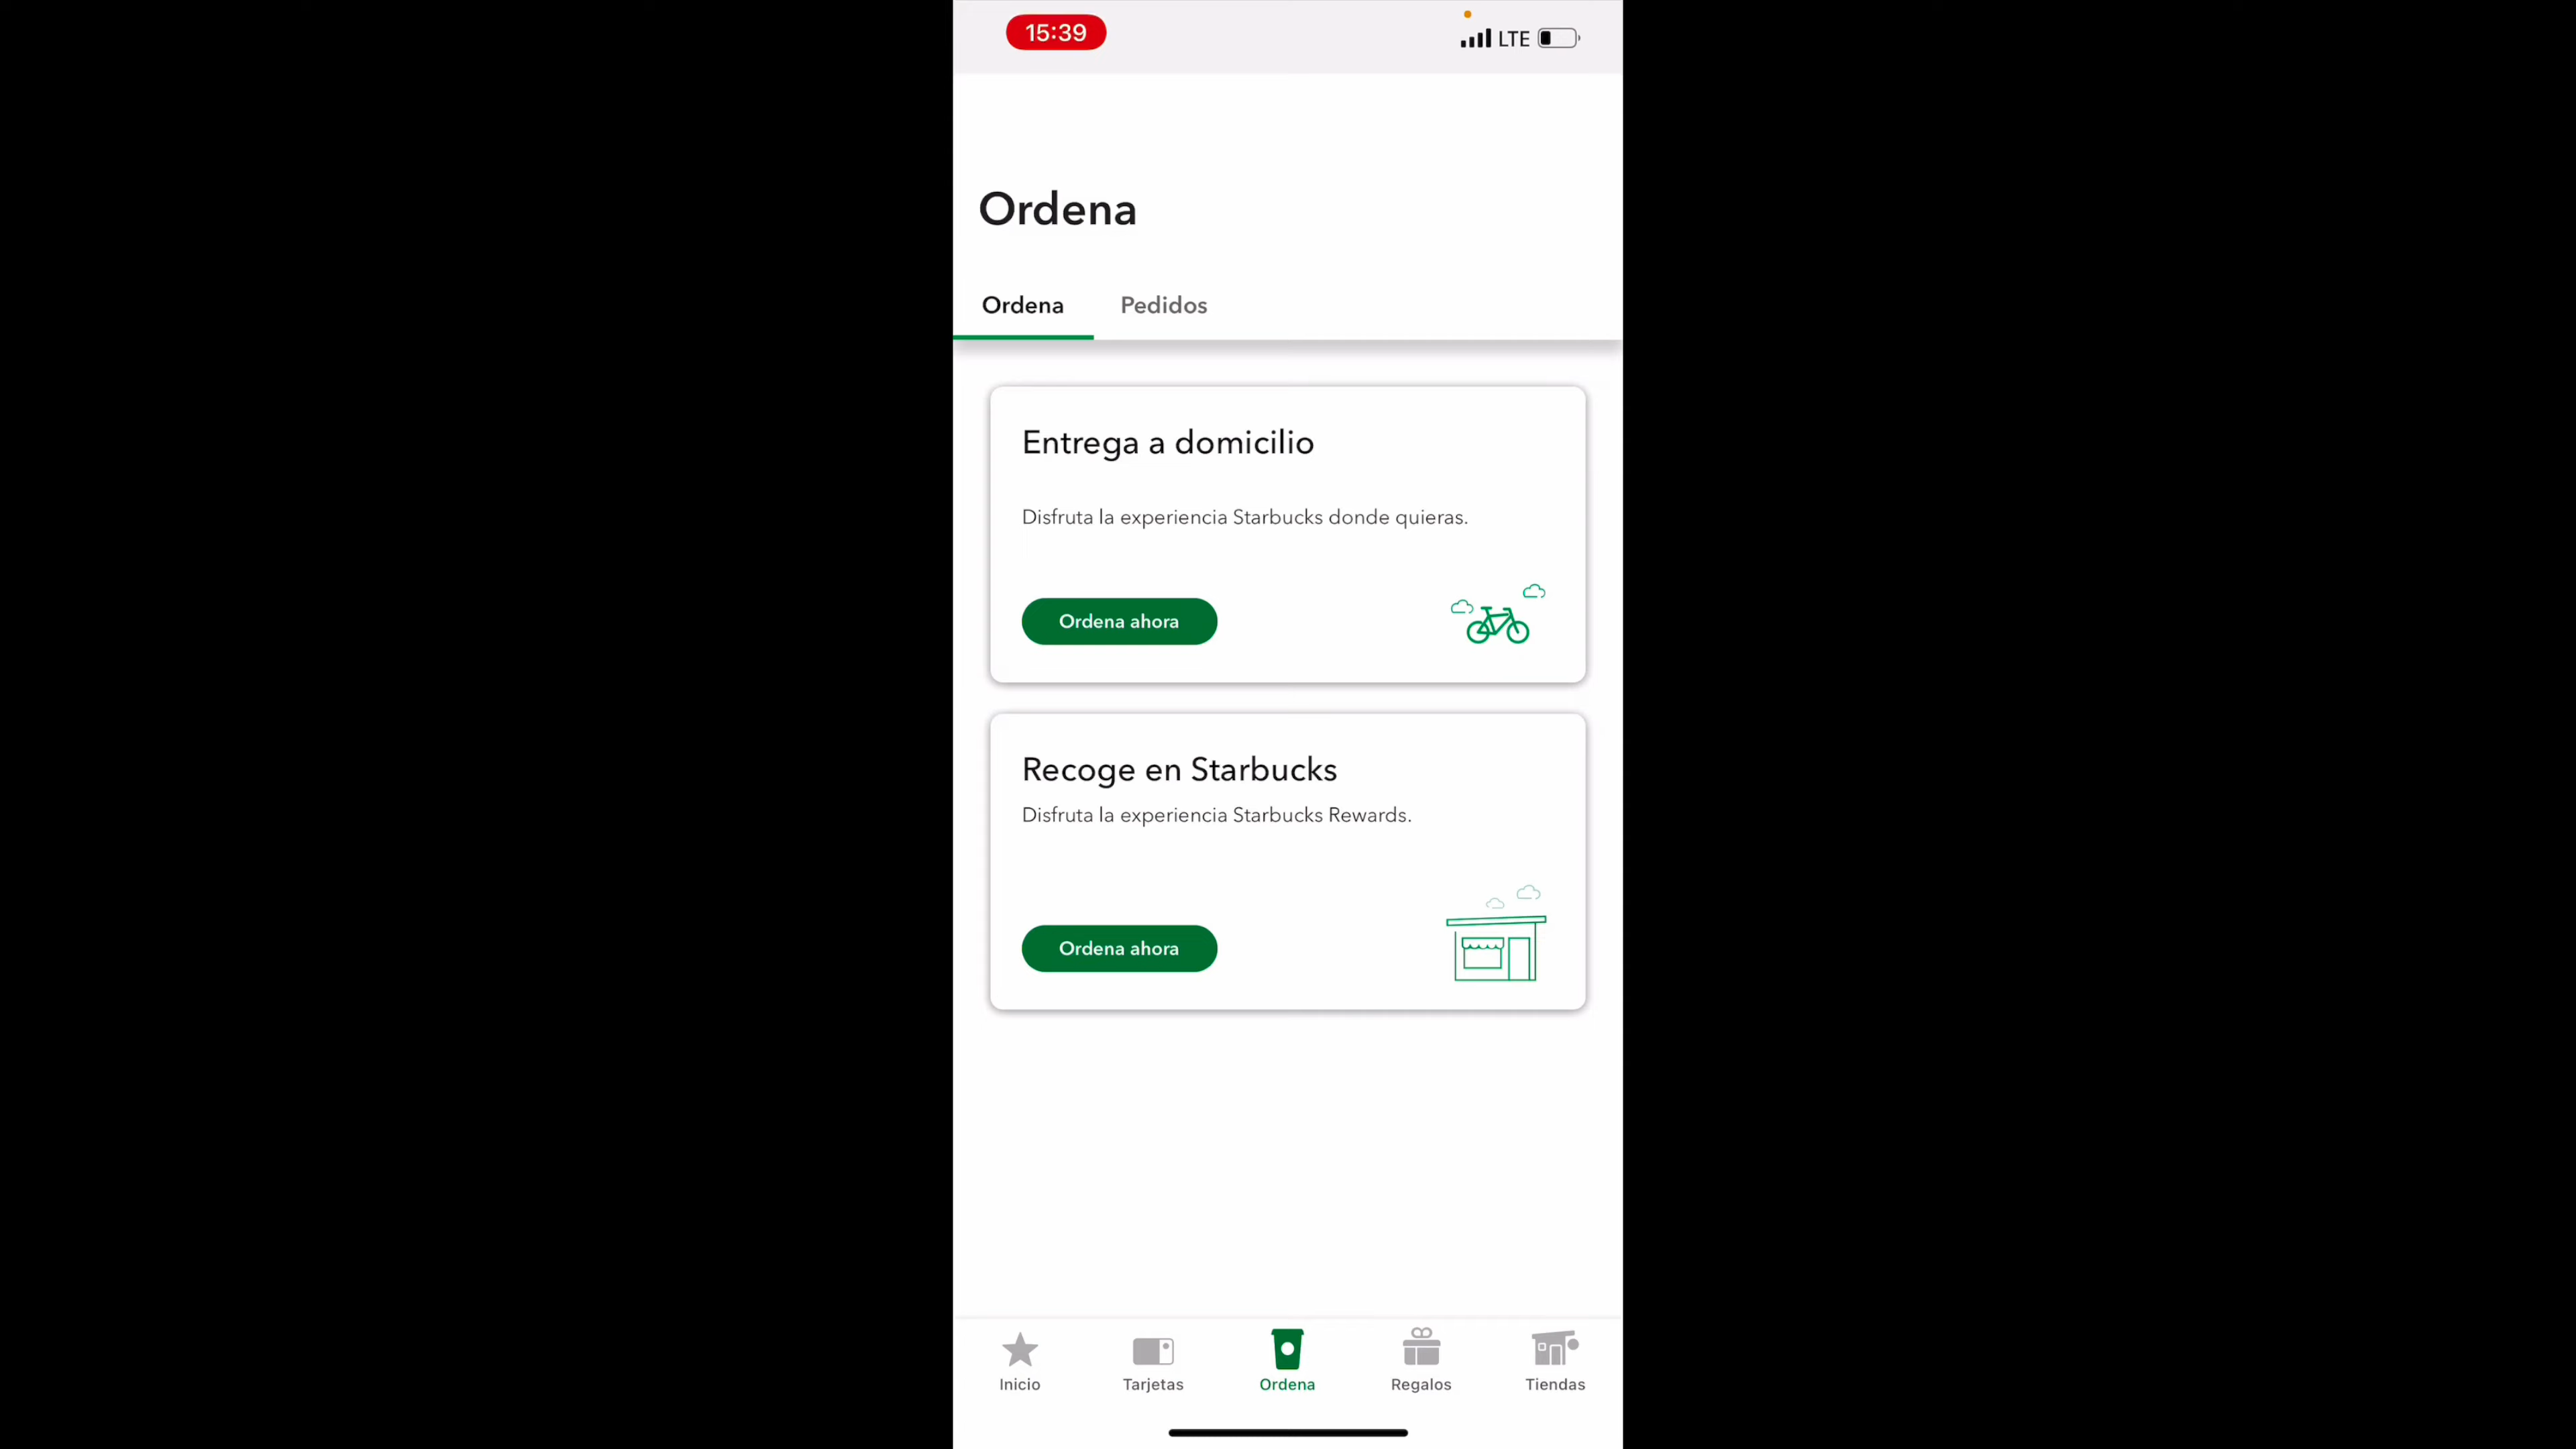 15:39
LTE
Ordena
Ordena
Pedidos
Entrega a domicilio
Disfruta la experiencia Starbucks donde quieras.
Ordena ahora
Recoge en Starbucks
Disfruta la experiencia Starbucks Rewards.
Ordena ahora
Inicio
Tarjetas
Ordena
Regalos
Tiendas